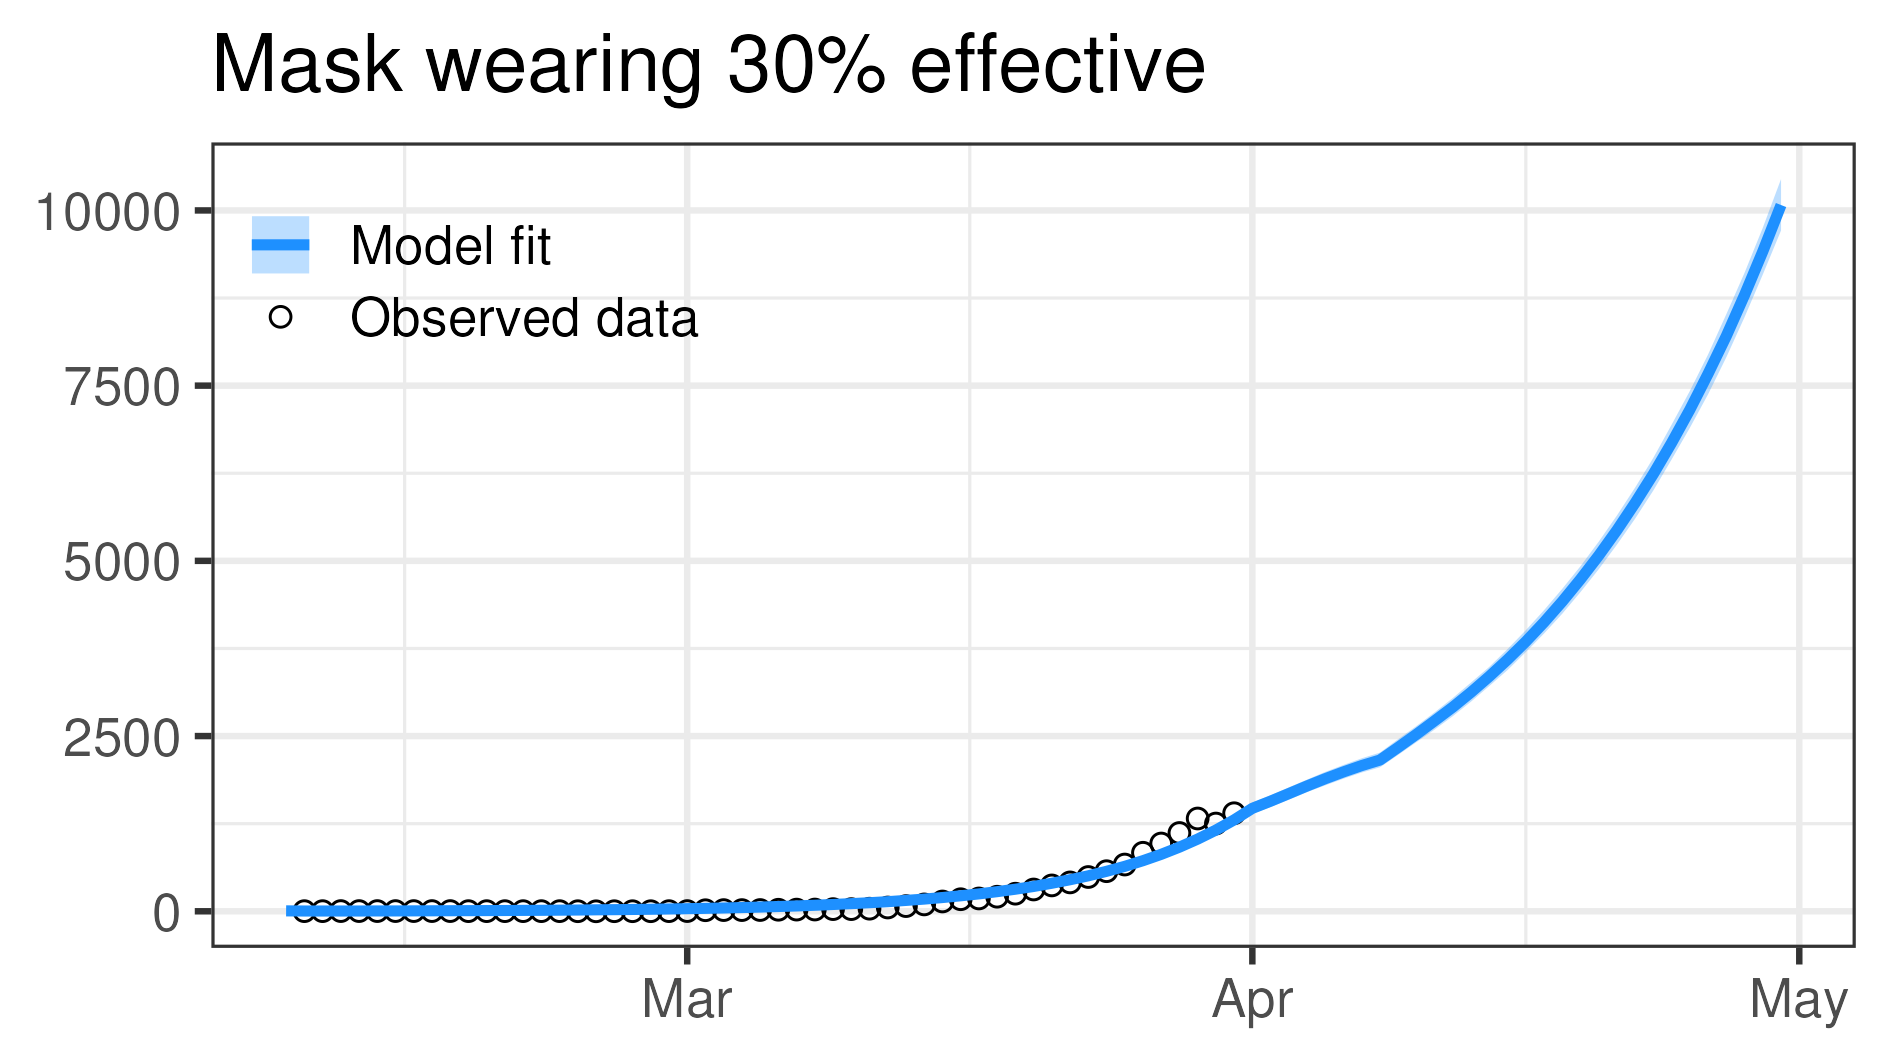 Mask wearing 30% effective
10000
7500
5000
2500
0
Model fit
Observed data
Mar
Apr
May